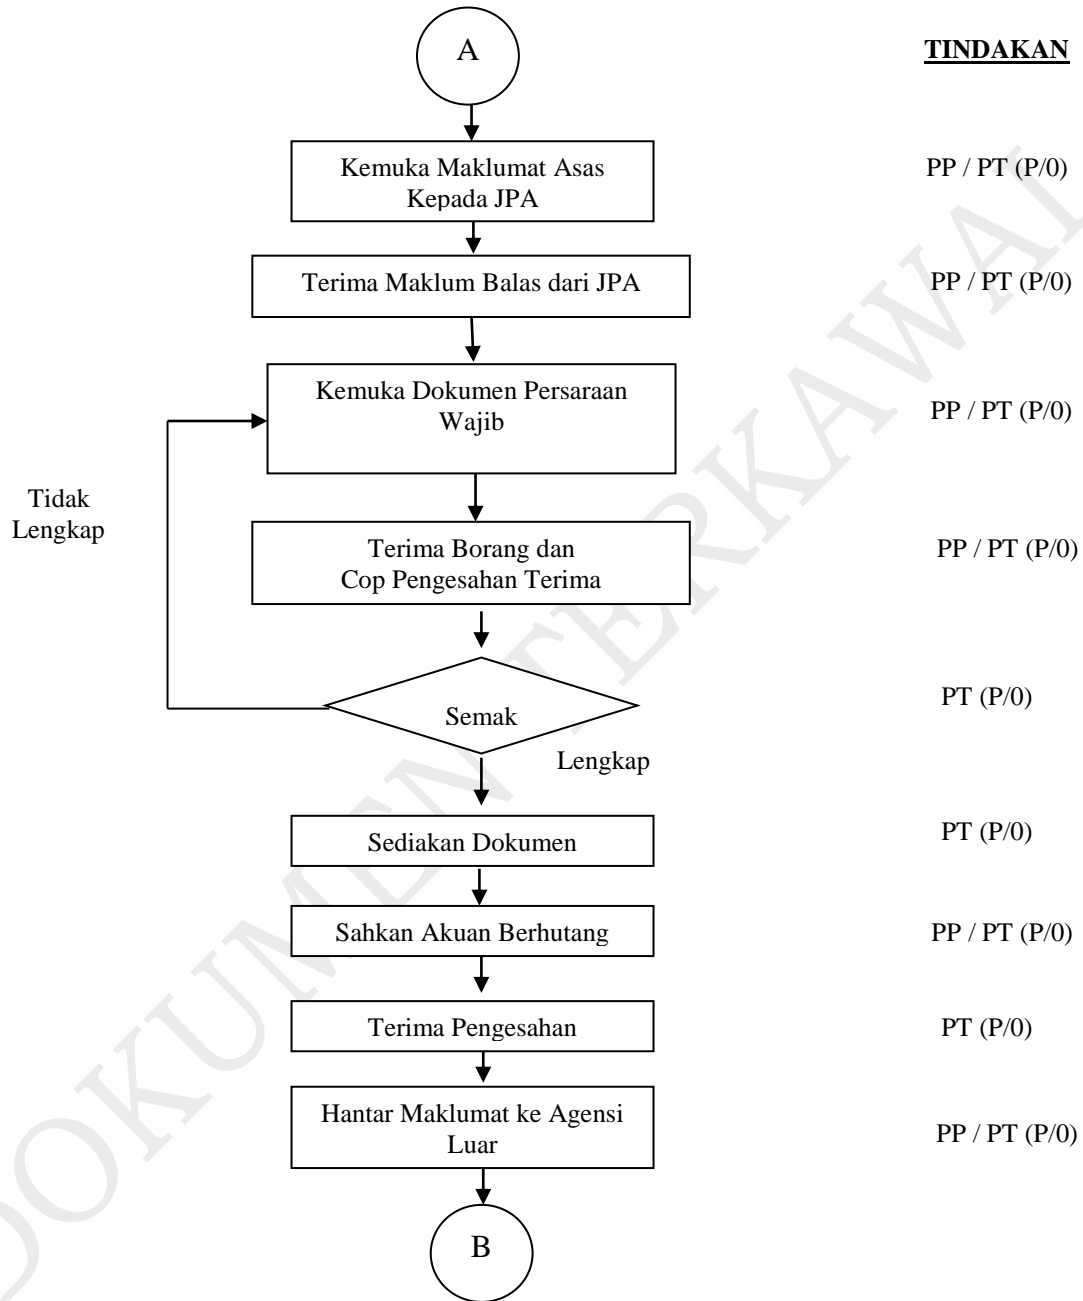 A
TINDAKAN
Kemuka Maklumat Asas
Kepada JPA
PP / PT (P/0)
Terima Maklum Balas dari JPA
PP / PT (P/0)
Kemuka Dokumen Persaraan
Wajib
PP / PT (P/0)
Tidak
Lengkap
Terima Borang dan
Cop Pengesahan Terima
PP / PT (P/0)
Semak
PT (P/0)
Lengkap
Sediakan Dokumen
PT (P/0)
Sahkan Akuan Berhutang
PP / PT (P/0)
Terima Pengesahan
PT (P/0)
Hantar Maklumat ke Agensi
Luar
PP / PT (P/0)
B
DOKUMEN TERKAWAI